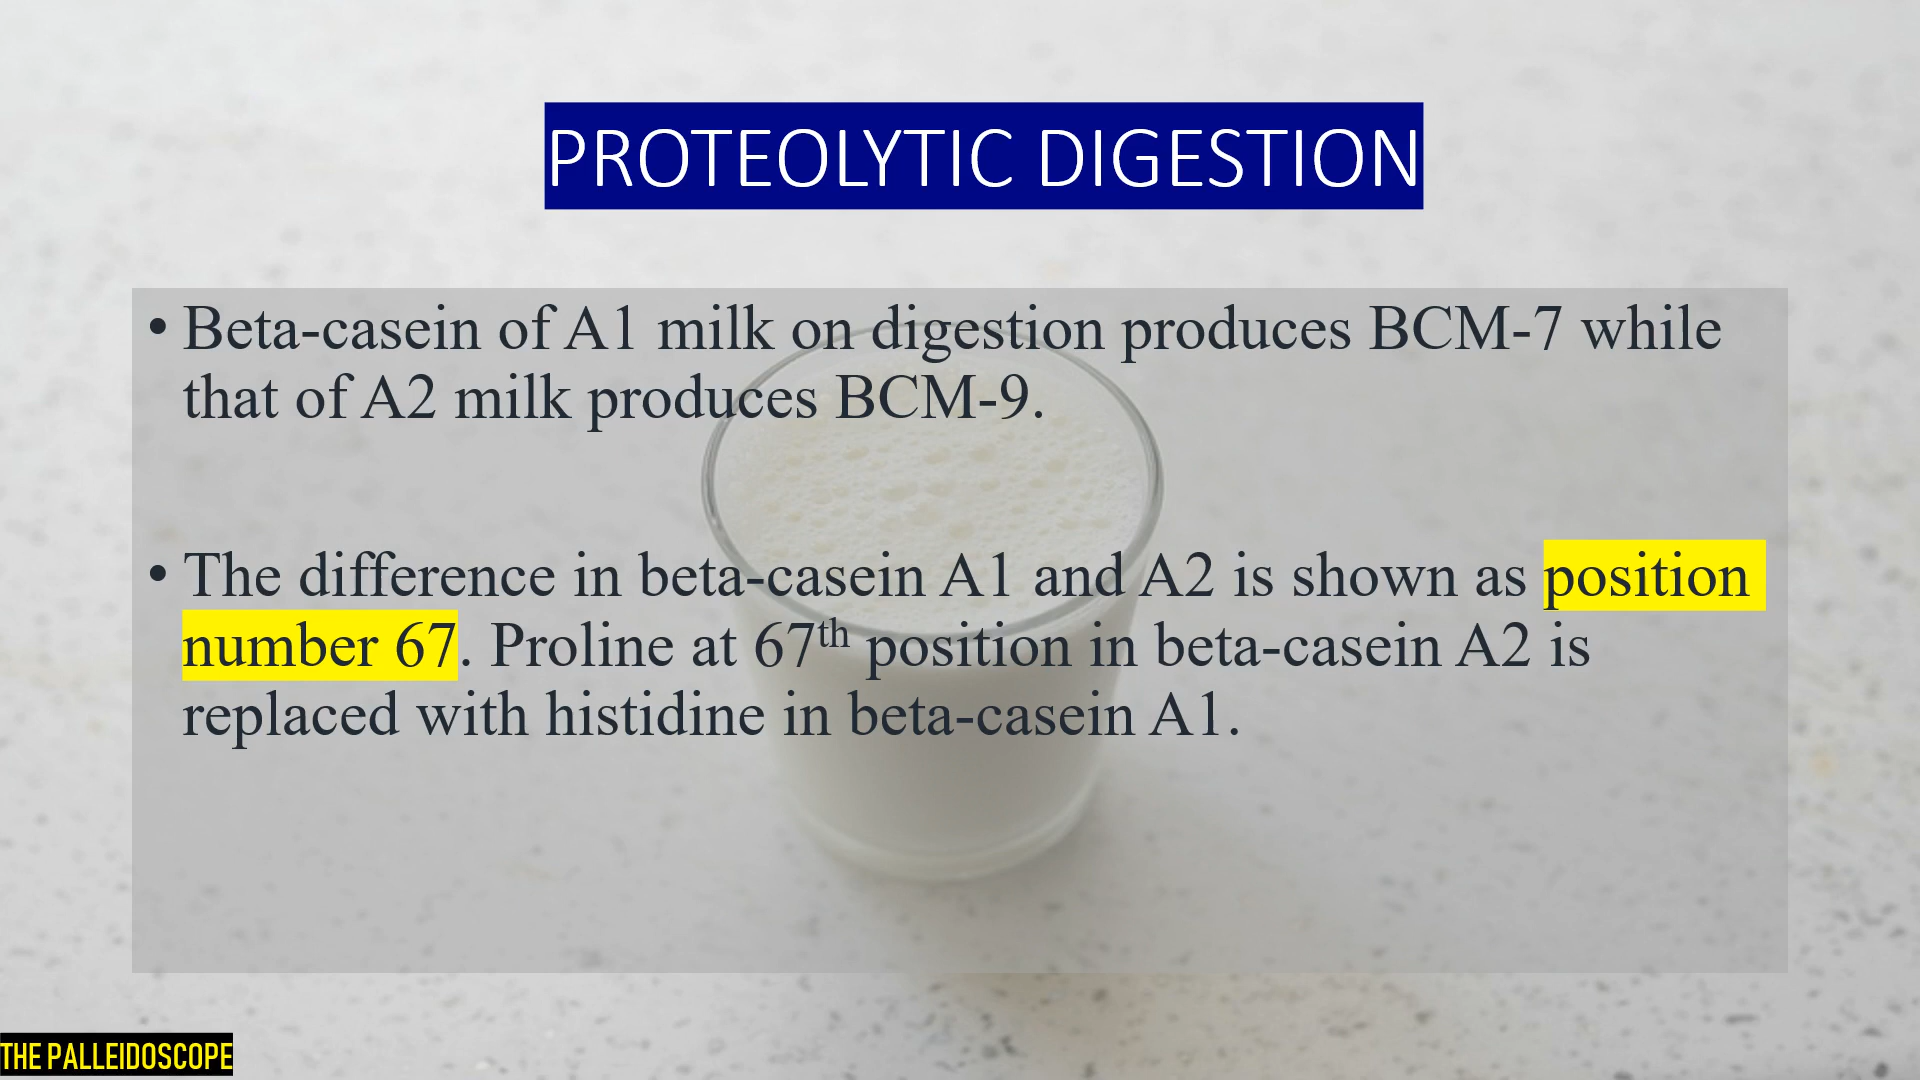 PROTEOLYTIC DIGESTION
• Beta-casein of A1 milk on digestion produces BCM-7 while
that of A2 milk produces BCM-9.
• The difference in beta-casein A1 and A2 is shown as position
number 67. Proline at 67th position in beta-casein A2 is
replaced with histidine in beta-casein A1.
THE PALLEIDOSCOPE